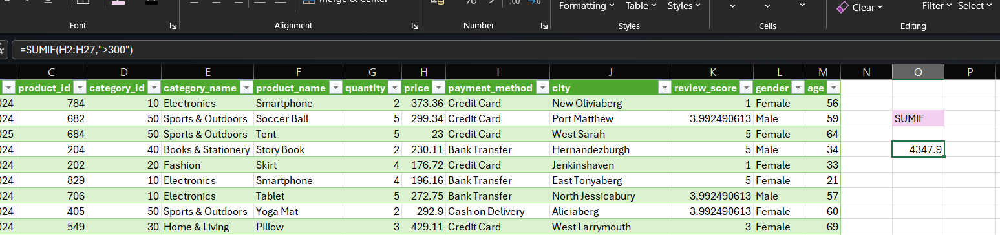 Merge & Center
Formatting Table Styles Clear Filter Select
Font Alignment Number Styles Cells Editing
=SUMIF(H2:H27,">300")
C D E F G H I J K L M N O P
product_id category_id category_name product_name quantity price payment_method city review_score gender age
024 784 10 Electronics Smartphone 2 373.36 Credit Card New Oliviaberg 1 Female 56
024 682 50 Sports & Outdoors Soccer Ball 5 299.34 Credit Card Port Matthew 3.992490613 Male 59 SUMIF
025 684 50 Sports & Outdoors Tent 5 23 Credit Card West Sarah 5 Female 64
024 204 40 Books & Stationery Story Book 2 230.11 Bank Transfer Hernandezburgh 5 Male 34 4347.9
024 202 20 Fashion Skirt 4 176.72 Credit Card Jenkinshaven 1 Female 33
024 829 10 Electronics Smartphone 4 196.16 Bank Transfer East Tonyaberg 5 Female 21
024 706 10 Electronics Tablet 5 272.75 Bank Transfer North Jessicabury 3.992490613 Male 57
024 405 50 Sports & Outdoors Yoga Mat 2 292.9 Cash on Delivery Aliciaberg 3.992490613 Female 60
024 549 30 Home & Living Pillow 3 429.11 Credit Card West Larrymouth 3 Female 69